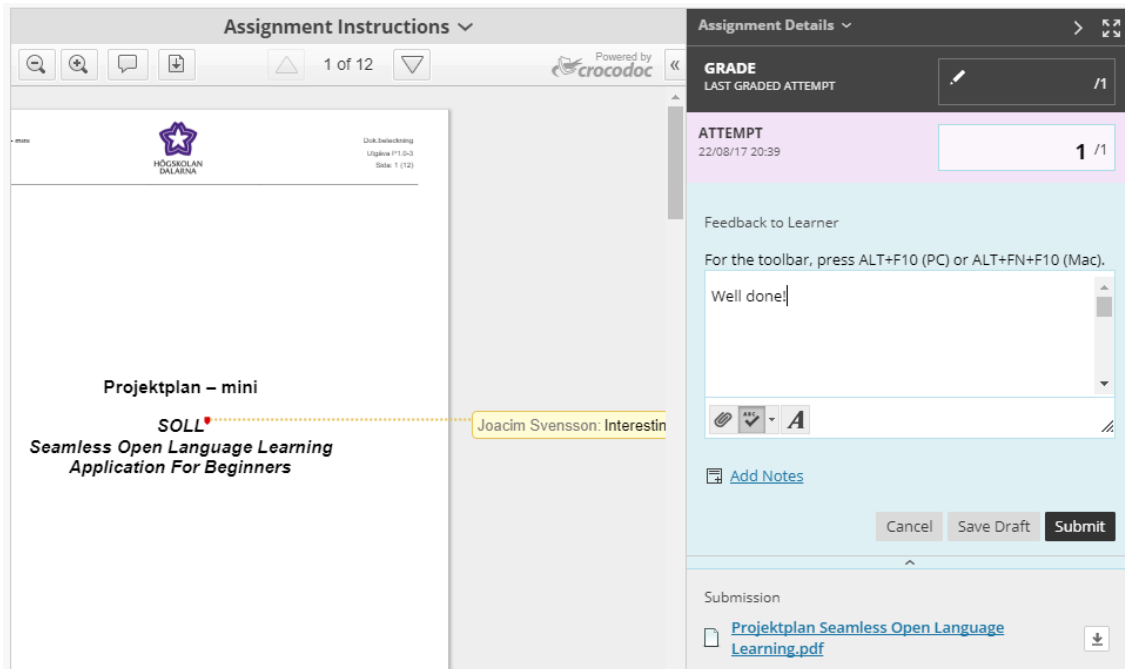 Assignment Instructions
1 of 12
Powered by
crocodoc
- mini
HÖGSKOLAN
DALARNA
Dok.beteckning
Utgåva P1.0-3
Sida: 1 (12)
Projektplan – mini
SOLL
Seamless Open Language Learning
Application For Beginners
Joacim Svensson: Interestin
Assignment Details
GRADE
LAST GRADED ATTEMPT
/1
ATTEMPT
22/08/17 20:39
1 /1
Feedback to Learner
For the toolbar, press ALT+F10 (PC) or ALT+FN+F10 (Mac).
Well done!
ABC
A
Add Notes
Cancel Save Draft Submit
Submission
Projektplan Seamless Open Language
Learning.pdf